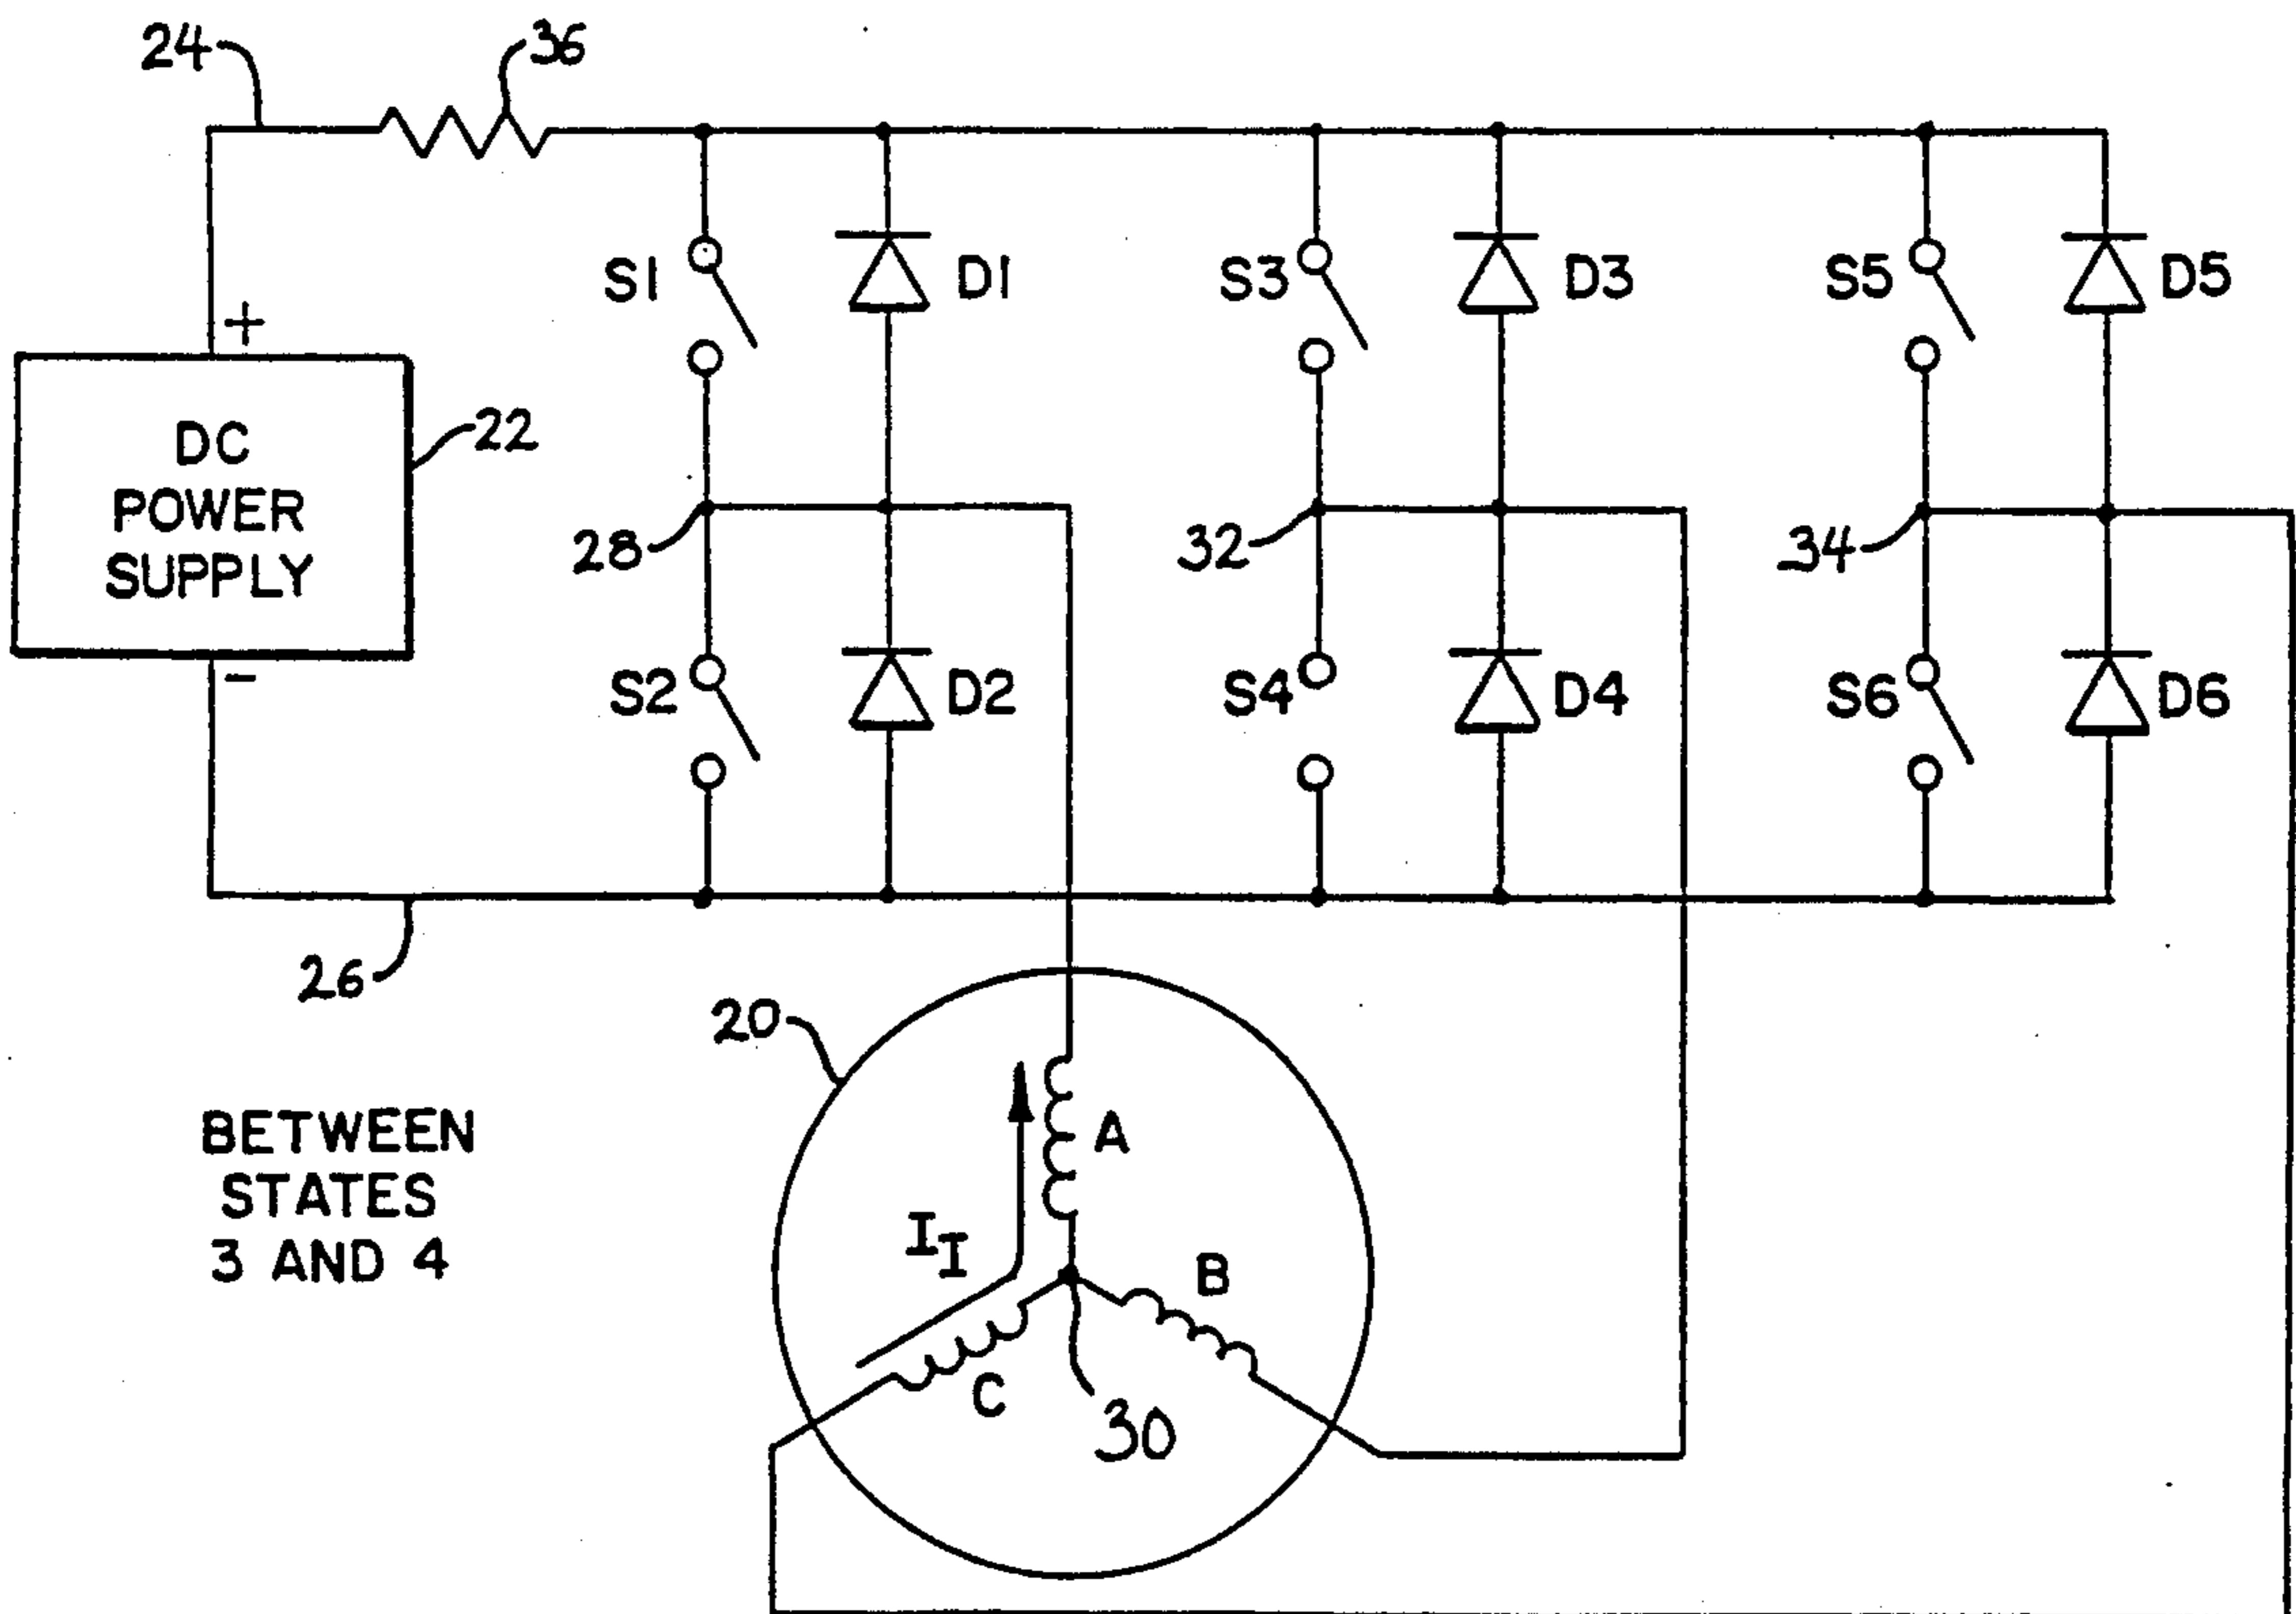 24
36
S1
D1
S3
D3
S5
D5
+
DC
POWER
SUPPLY
22
28
32
34
-
S2
D2
S4
D4
S6
D6
26
20
BETWEEN
STATES
3 AND 4
A
II
B
C
30